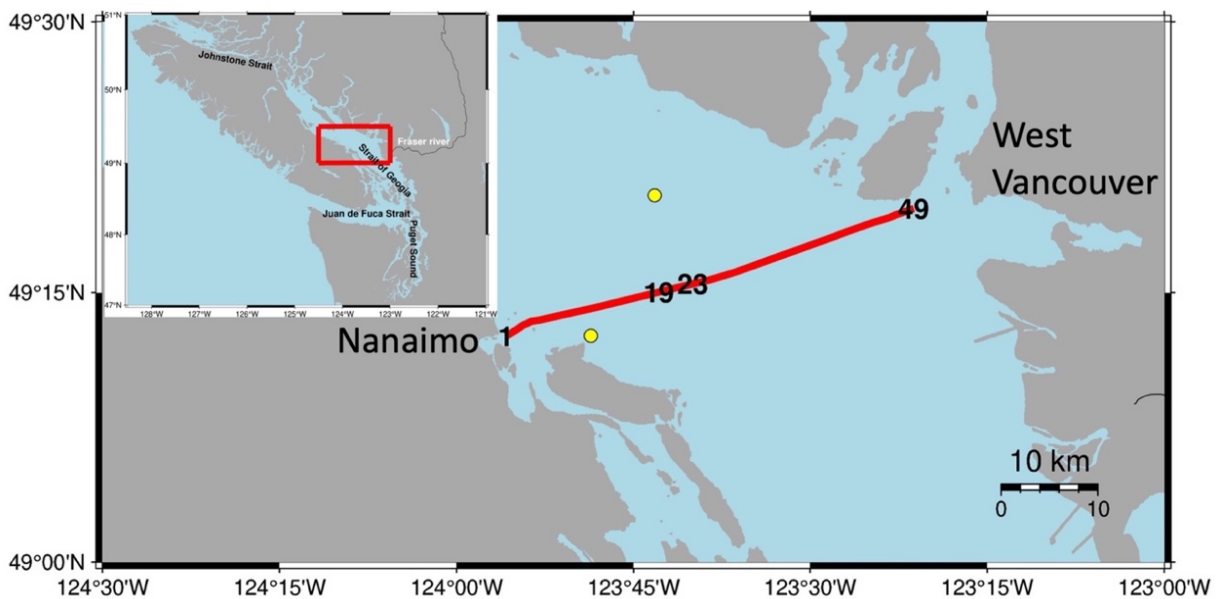 49°30'N
51°N
Johnstone Strait
50°N
Fraser river
49°N
Strait of Geogia
Juan de Fuca Strait
48°N
Puget Sound
47°N
128°W 127°W 126°W 125°W 124°W 123°W 122°W 121°W
West
Vancouver
49
49°15'N
19 23
Nanaimo 1
10 km
0 10
49°00'N
124°30'W 124°15'W 124°00'W 123°45'W 123°30'W 123°15'W 123°00'W